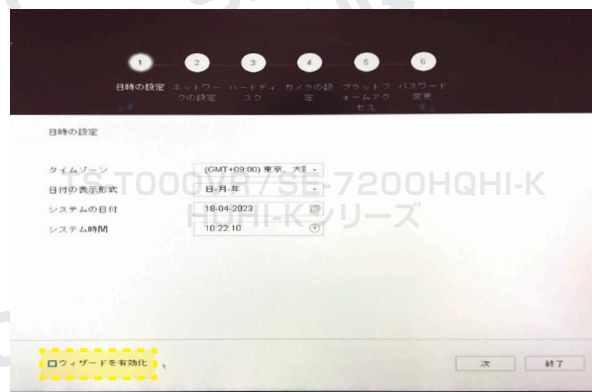 1 2 3 4 5 6
日時の設定 ネットワークの設定 ハードディスク カメラの設定 プラットフォームアクセス パスワード変更
日時の設定
タイムゾーン (GMT+09:00) 東京、大
日付の表示形式 日-月-年
システムの日付 18-04-2023
システム時間 10:22:10
TS-T000VR/SE-7200HQHI-K
HQHI-Kシリーズ
ウィザードを有効化 次 終了